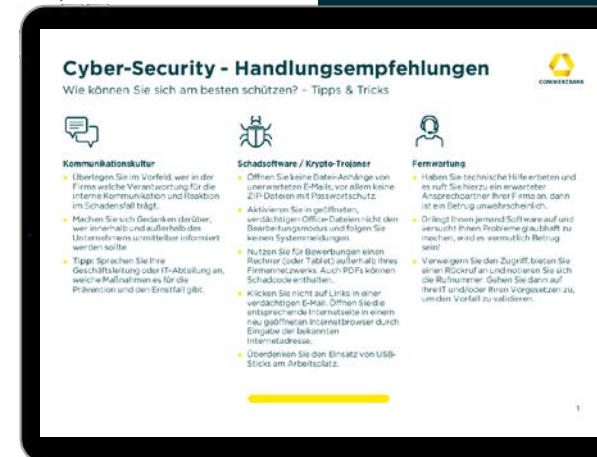 Cyber-Security - Handlungsempfehlungen
Wie können Sie sich am besten schützen? – Tipps & Tricks
COMMERZBANK
Kommunikationskultur
Überlegen Sie im Vorfeld, wer in der
Firma welche Verantwortung für die
interne Kommunikation und Reaktion
im Schadensfall trägt.
Machen Sie sich Gedanken darüber,
wer innerhalb und außerhalb des
Unternehmens unmittelbar informiert
werden sollte
Tipp: Sprechen Sie Ihre
Geschäftsleitung oder IT-Abteilung an,
welche Maßnahmen es für die
Prävention und den Ernstfall gibt.
Schadsoftware / Krypto-Trojaner
Öffnen Sie keine Datei-Anhänge von
unerwarteten E-Mails, vor allem keine
ZIP-Dateien mit Passwortschutz.
Aktivieren Sie in geöffneten,
verdächtigen Office-Dateien nicht den
Bearbeitungsmodus und folgen Sie
keinen Systemmeldungen.
Nutzen Sie für Bewerbungen einen
Rechner (oder Tablet) außerhalb Ihres
Firmennetzwerks. Auch PDFs können
Schadcode enthalten.
Klicken Sie nicht auf Links in einer
verdächtigen E-Mail. Öffnen Sie die
entsprechende Internetseite in einem
neu geöffneten Internetbrowser durch
Eingabe der bekannten
Internetadresse.
Überdenken Sie den Einsatz von USB-
Sticks am Arbeitsplatz.
Fernwartung
Haben Sie technische Hilfe erbeten und
es ruft Sie hierzu ein erwarteter
Ansprechpartner Ihrer Firma an, dann
ist ein Betrug unwahrscheinlich.
Drängt Ihnen jemand Software auf und
versucht Ihnen Probleme glaubhaft zu
machen, wird es vermutlich Betrug
sein!
Verweigern Sie den Zugriff, bieten Sie
einen Rückruf an und notieren Sie sich
die Rufnummer. Gehen Sie dann auf
Ihre IT und/oder Ihren Vorgesetzten zu,
um den Vorfall zu validieren.
1